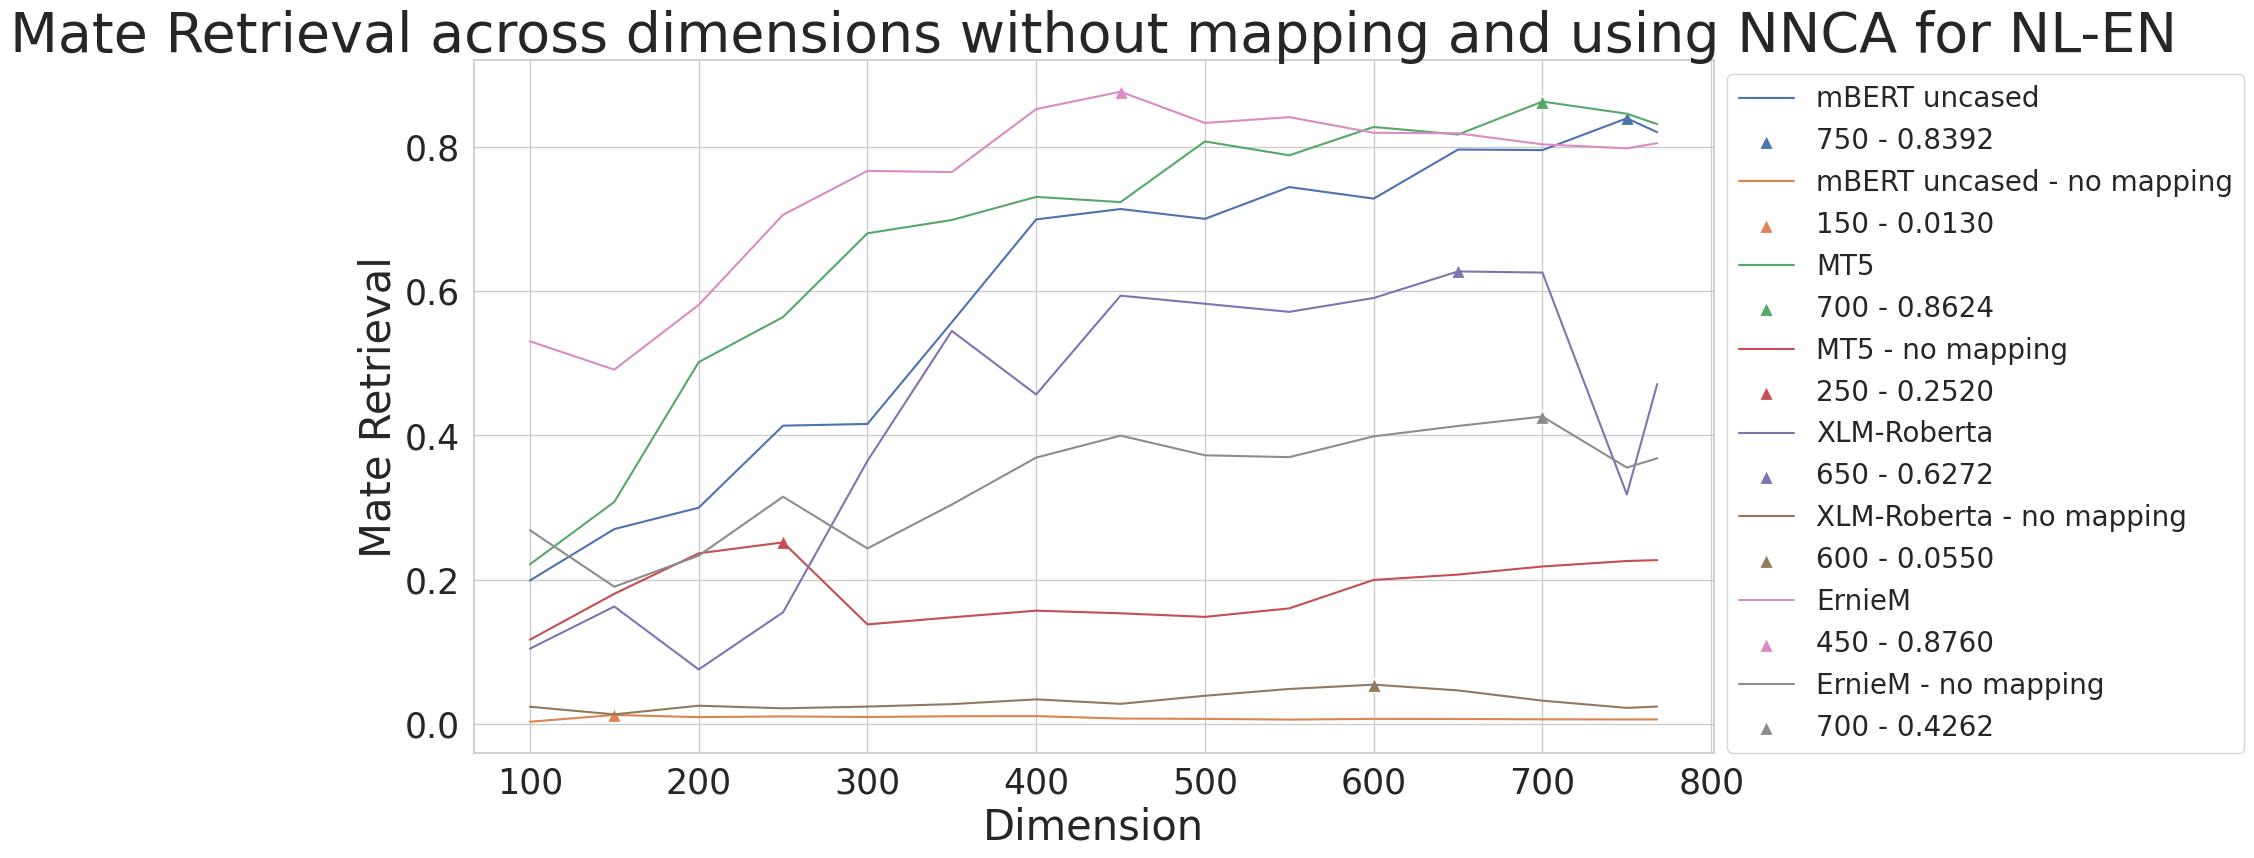 Mate Retrieval across dimensions without mapping and using NNCA for NL-EN
Mate Retrieval
0.8
0.6
0.4
0.2
0.0
100 200 300 400 500 600 700 800
Dimension
mBERT uncased
750 - 0.8392
mBERT uncased - no mapping
150 - 0.0130
MT5
700 - 0.8624
MT5 - no mapping
250 - 0.2520
XLM-Roberta
650 - 0.6272
XLM-Roberta - no mapping
600 - 0.0550
ErnieM
450 - 0.8760
ErnieM - no mapping
700 - 0.4262